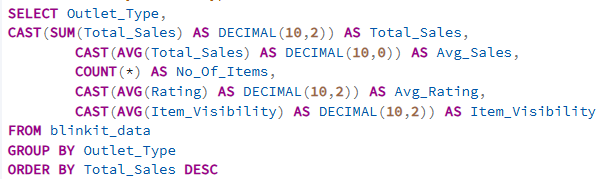 SELECT Outlet_Type,
CAST(SUM(Total_Sales) AS DECIMAL(10,2)) AS Total_Sales,
        CAST(AVG(Total_Sales) AS DECIMAL(10,0)) AS Avg_Sales,
        COUNT(*) AS No_Of_Items,
        CAST(AVG(Rating) AS DECIMAL(10,2)) AS Avg_Rating,
        CAST(AVG(Item_Visibility) AS DECIMAL(10,2)) AS Item_Visibility
FROM blinkit_data
GROUP BY Outlet_Type
ORDER BY Total_Sales DESC